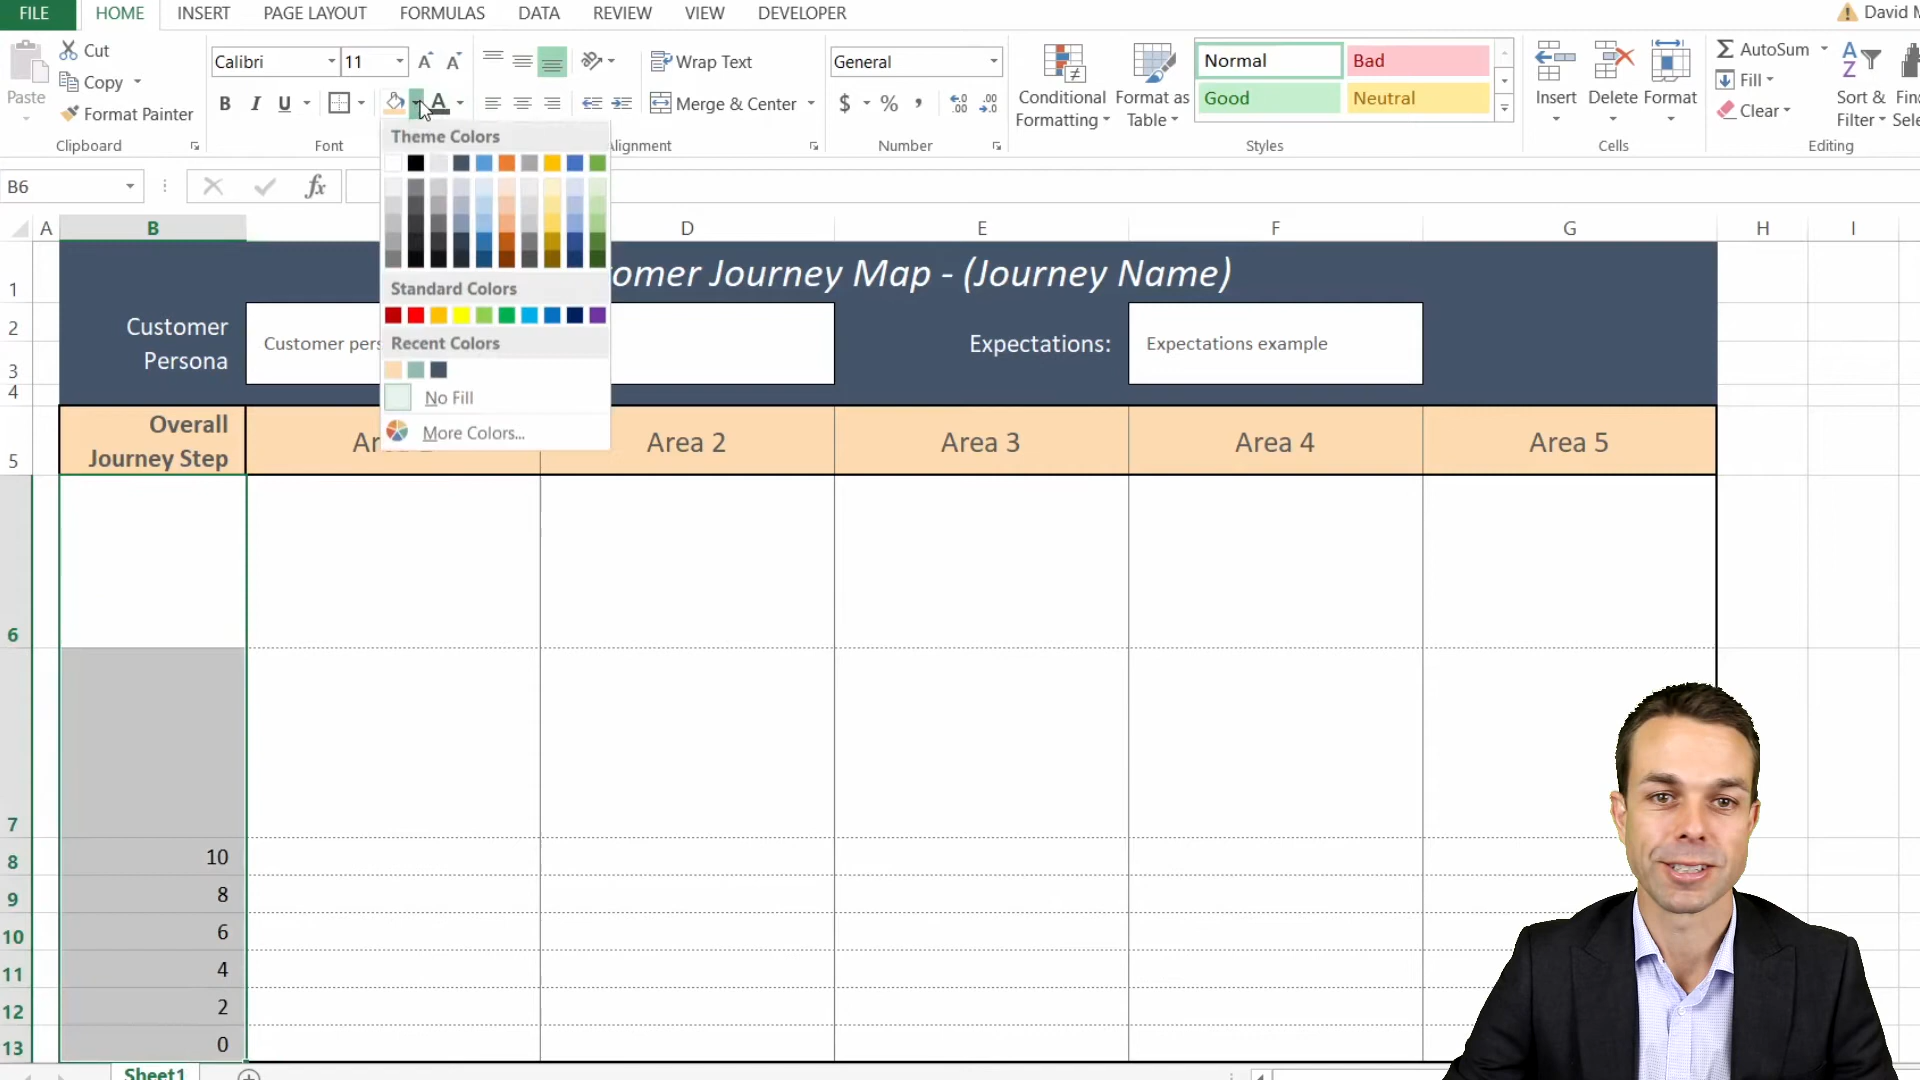 FILE HOME INSERT PAGE LAYOUT FORMULAS DATA REVIEW VIEW DEVELOPER David
Paste Cut Copy Format Painter Clipboard
Calibri 11 B I U A Font
Wrap Text Merge & Center Alignment
General $ % Number
Conditional Formatting Format as Table
Normal Bad Good Neutral Styles
Insert Delete Format Cells
AutoSum Fill Clear Sort & Filter Editing
B6 fx
Theme Colors
Standard Colors
Recent Colors
No Fill
More Colors...
A B D E F G H I
1
omer Journey Map - (Journey Name)
2
3
4
Customer
Persona
Customer pers
Expectations:
Expectations example
5
Overall
Journey Step
Area 2 Area 3 Area 4 Area 5
6
7
8 10
9 8
10 6
11 4
12 2
13 0
Sheet1